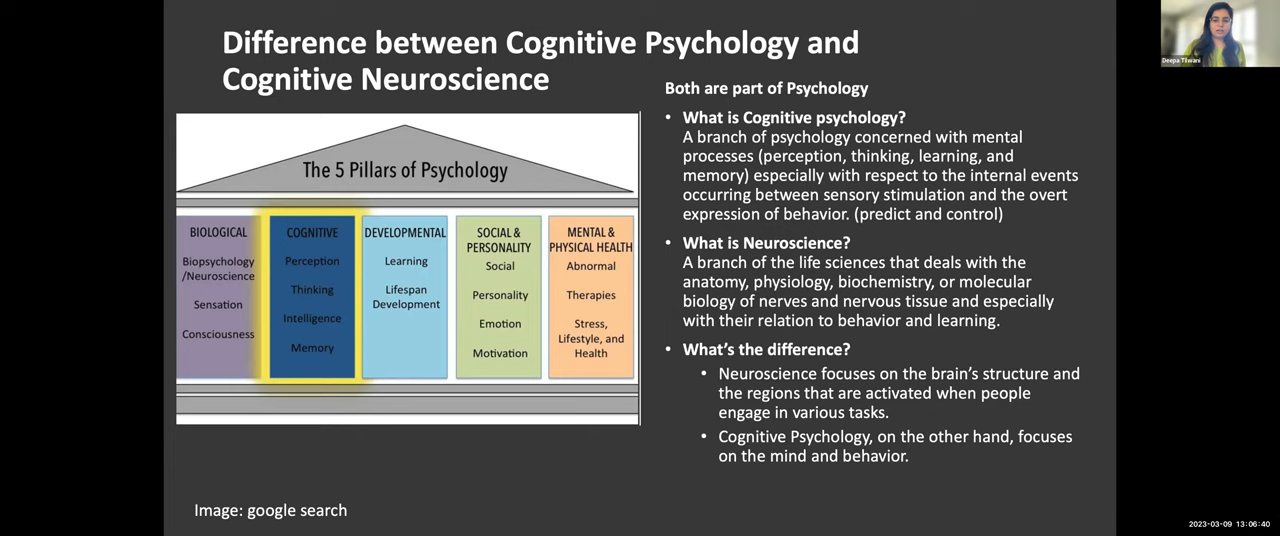 Difference between Cognitive Psychology and
Cognitive Neuroscience
The 5 Pillars of Psychology
BIOLOGICAL
Biopsychology
/Neuroscience
Sensation
Consciousness
COGNITIVE
Perception
Thinking
Intelligence
Memory
DEVELOPMENTAL
Learning
Lifespan
Development
SOCIAL &
PERSONALITY
Social
Personality
Emotion
Motivation
MENTAL &
PHYSICAL HEALTH
Abnormal
Therapies
Stress,
Lifestyle, and
Health
Image: google search
Both are part of Psychology
• What is Cognitive psychology?
A branch of psychology concerned with mental
processes (perception, thinking, learning, and
memory) especially with respect to the internal events
occurring between sensory stimulation and the overt
expression of behavior. (predict and control)
• What is Neuroscience?
A branch of the life sciences that deals with the
anatomy, physiology, biochemistry, or molecular
biology of nerves and nervous tissue and especially
with their relation to behavior and learning.
• What’s the difference?
• Neuroscience focuses on the brain’s structure and
the regions that are activated when people
engage in various tasks.
• Cognitive Psychology, on the other hand, focuses
on the mind and behavior.
Deepa Tilwani
2023-03-09 13:06:40